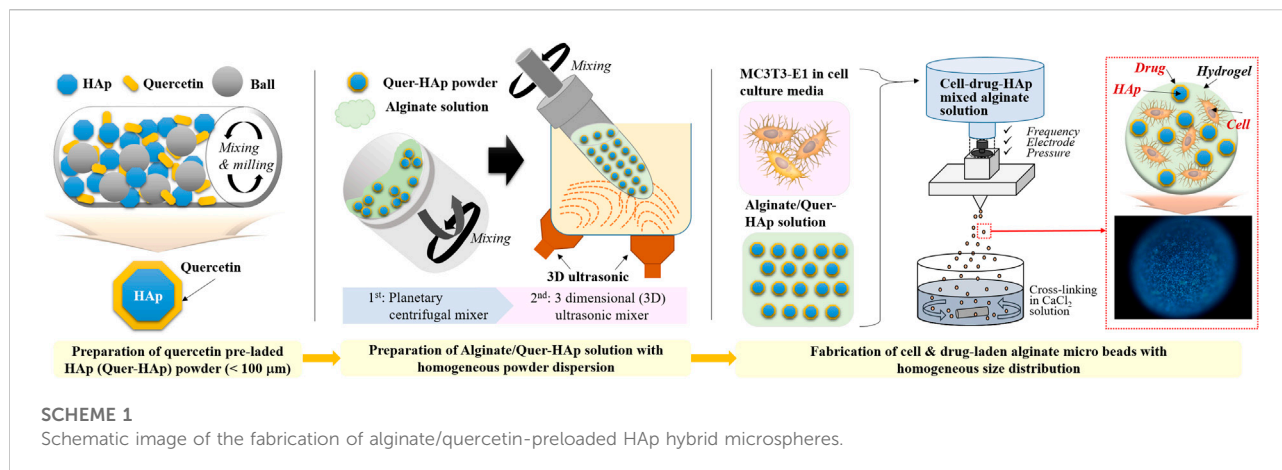 HAp Quercetin Ball
Mixing
& milling
Quercetin
HAp
Preparation of quercetin pre-laded
HAp (Quer-HAp) powder (< 100 μm)
Mixing
Quer-HAp powder
Alginate solution
Mixing
3D ultrasonic
1st: Planetary
centrifugal mixer
2nd: 3 dimensional (3D)
ultrasonic mixer
Preparation of Alginate/Quer-HAp solution with
homogeneous powder dispersion
MC3T3-E1 in cell
culture media
Alginate/Quer-
HAp solution
Cell-drug-HAp
mixed alginate
solution
✓ Frequency
✓ Electrode
✓ Pressure
Cross-linking
in CaCl2
solution
Drug
Hydrogel
HAp
Cell
Fabrication of cell & drug-laden alginate micro beads with
homogeneous size distribution
SCHEME 1
Schematic image of the fabrication of alginate/quercetin-preloaded HAp hybrid microspheres.